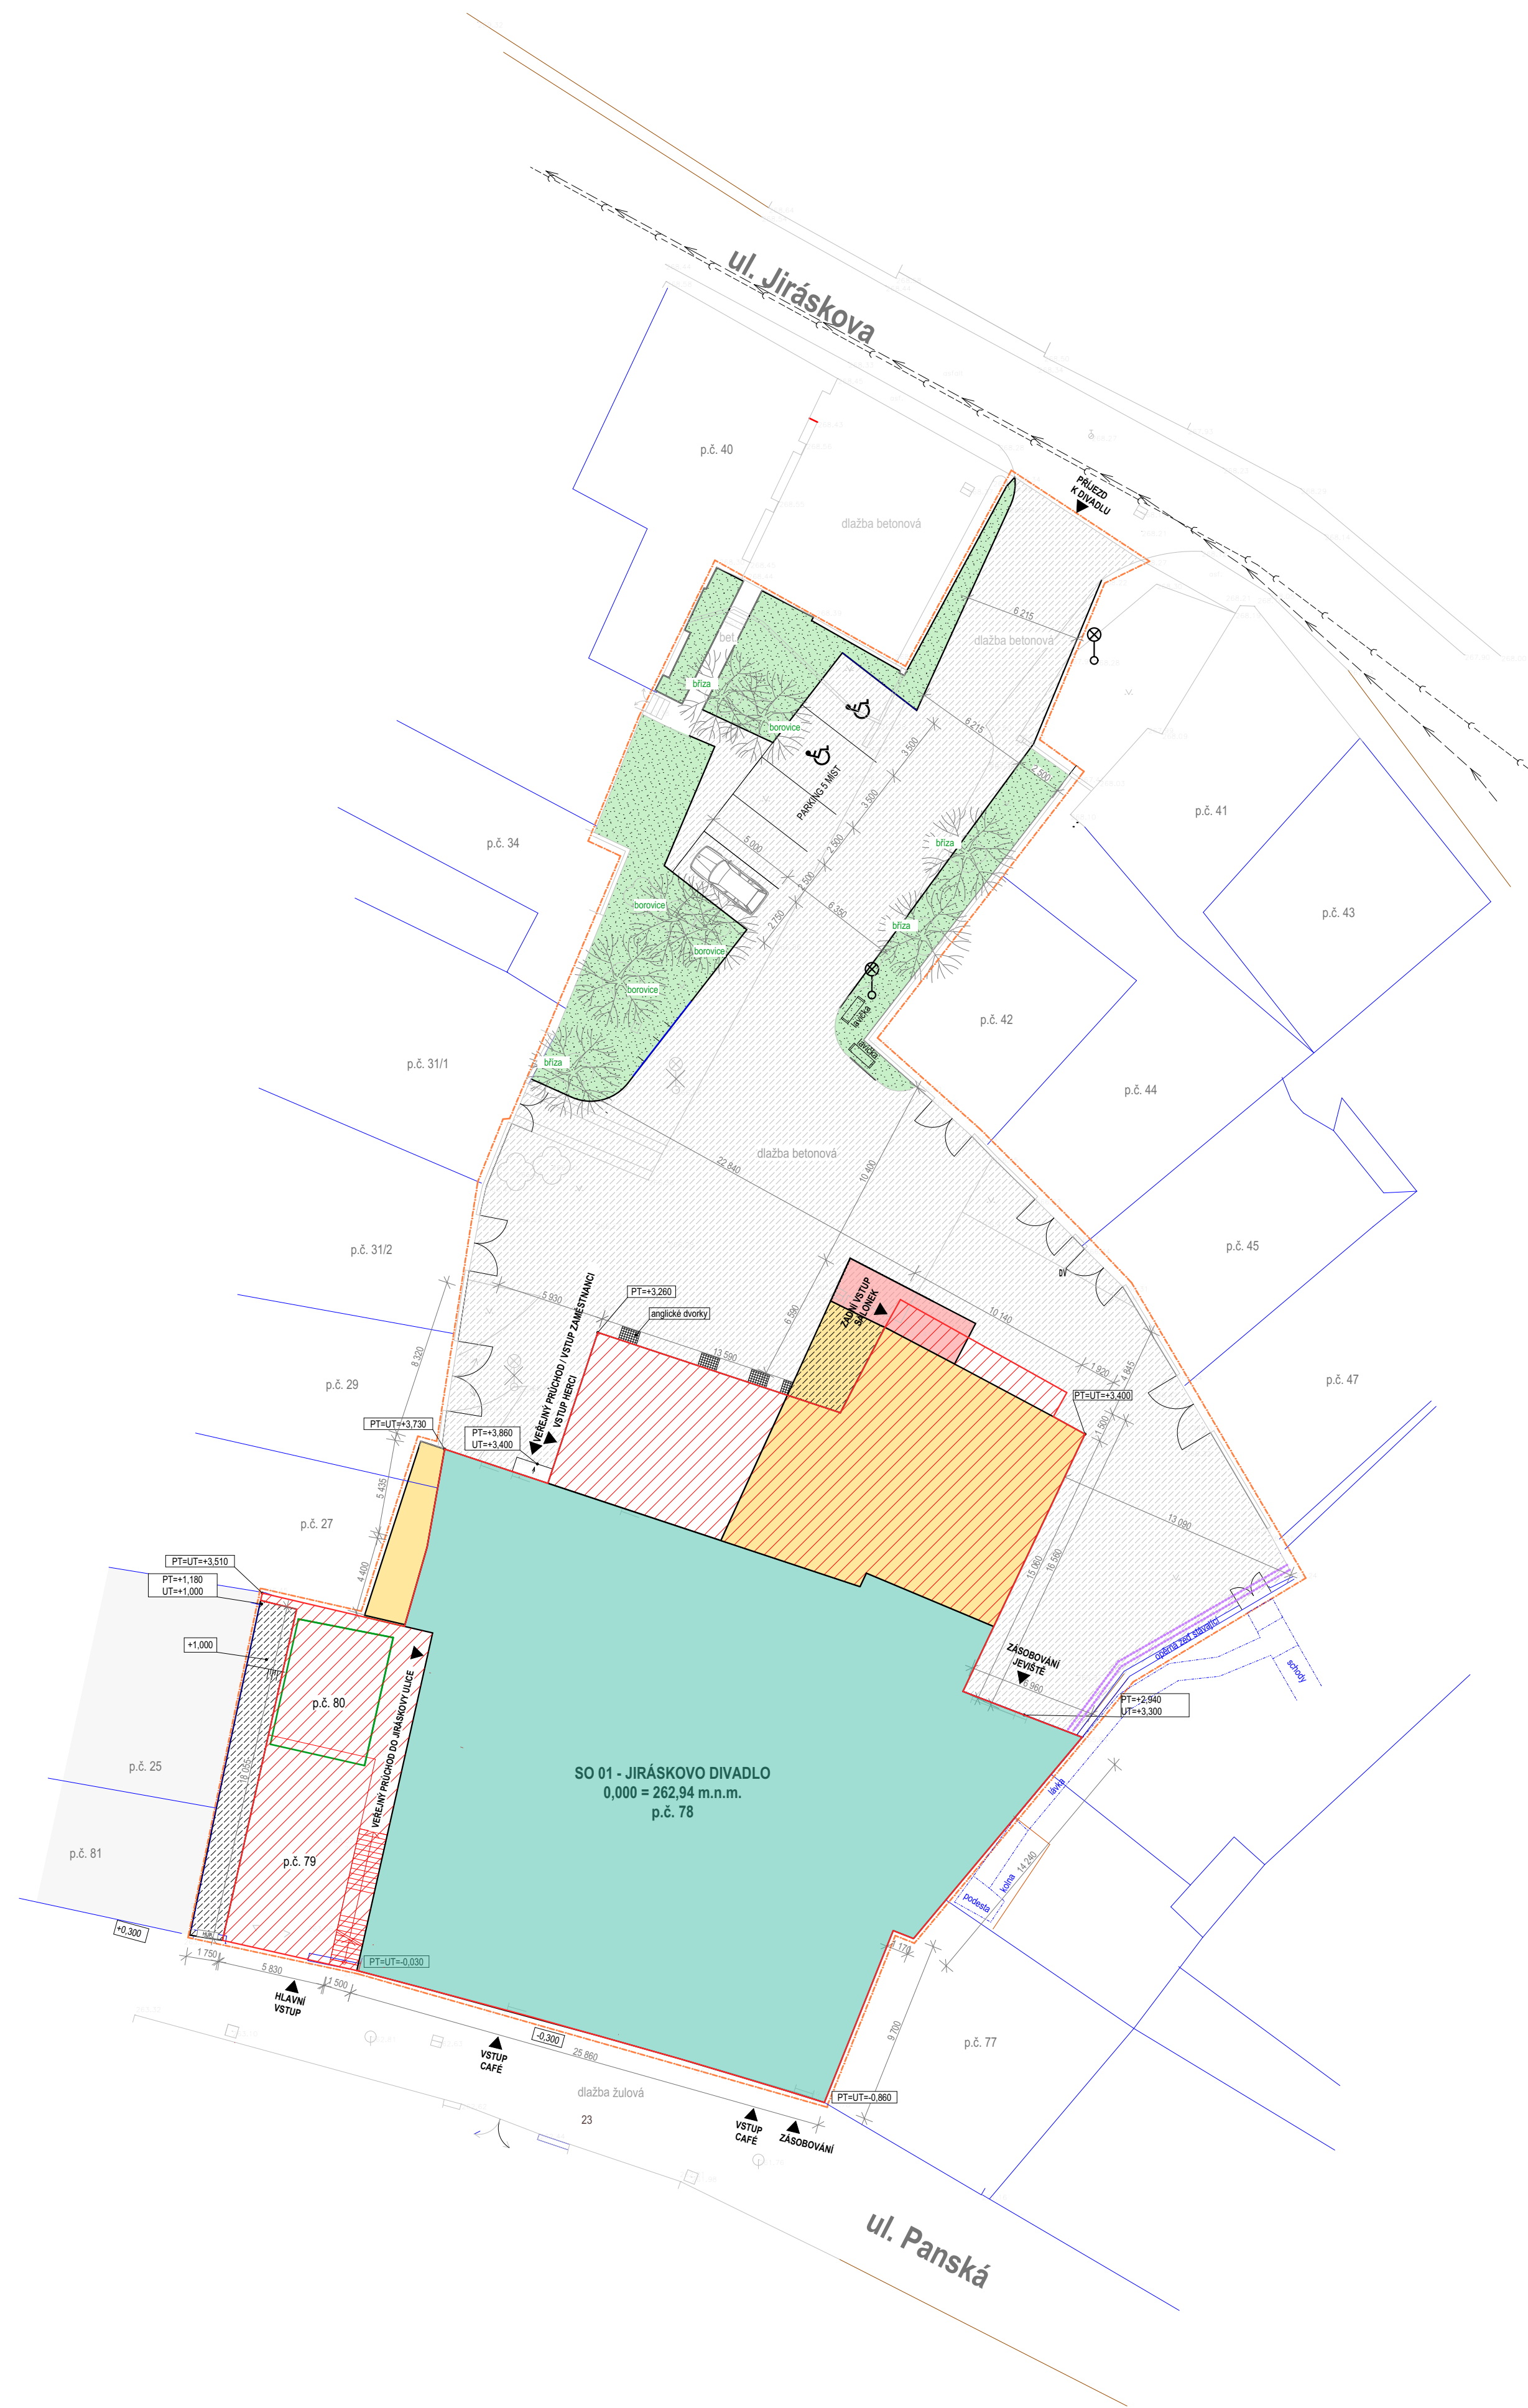 ul. Jiráskova
p.č. 40
PŘÍJEZD
K DIVADLU
dlažba betonová
6 215
dlažba betonová
bet.
bříza
borovice
6 215
3 500
2 500
PARKING 5 MÍST
3 500
p.č. 41
p.č. 34
5 000
2 500
bříza
2 500
borovice
6 350
p.č. 43
bříza
2 750
borovice
borovice
lavička
p.č. 42
lavička
bříza
p.č. 31/1
p.č. 44
dlažba betonová
22 840
10 400
p.č. 31/2
p.č. 45
DV
5 930
PT=+3,260
VEŘEJNÝ PRŮCHOD / VSTUP ZAMĚSTNANCI
VSTUP HERCI
anglické dvorky
ZADNÍ VSTUP
SALONEK
6 590
10 140
13 590
8 320
1 920
4 845
p.č. 29
p.č. 47
PT=UT=+3,400
PT=UT=+3,730
PT=+3,860
UT=+3,400
1 500
5 435
p.č. 27
13 090
PT=UT=+3,510
15 060
16 560
4 400
PT=+1,180
UT=+1,000
+1,000
opěrná zeď stávající
ZÁSOBOVÁNÍ
JEVIŠTĚ
schody
6 960
PT=+2,940
UT=+3,300
p.č. 80
VEŘEJNÝ PRŮCHOD DO JIRÁSKOVY ULICE
p.č. 25
18 055
SO 01 - JIRÁSKOVO DIVADLO
0,000 = 262,94 m.n.m.
p.č. 78
lávka
p.č. 81
p.č. 79
14 240
kolna
podesta
+0,300
170
1 750
PT=UT=-0,030
5 830
1 500
HLAVNÍ
VSTUP
-0,300
9 700
p.č. 77
VSTUP
CAFÉ
25 860
dlažba žulová
PT=UT=-0,860
23
VSTUP
CAFÉ
ZÁSOBOVÁNÍ
ul. Panská